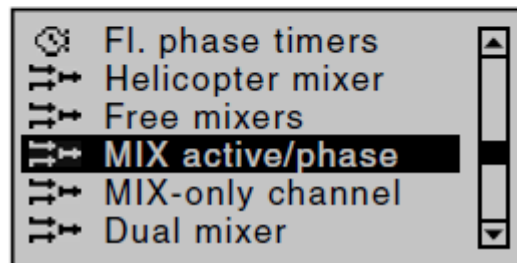 Fl. phase timers
Helicopter mixer
Free mixers
MIX active/phase
MIX-only channel
Dual mixer